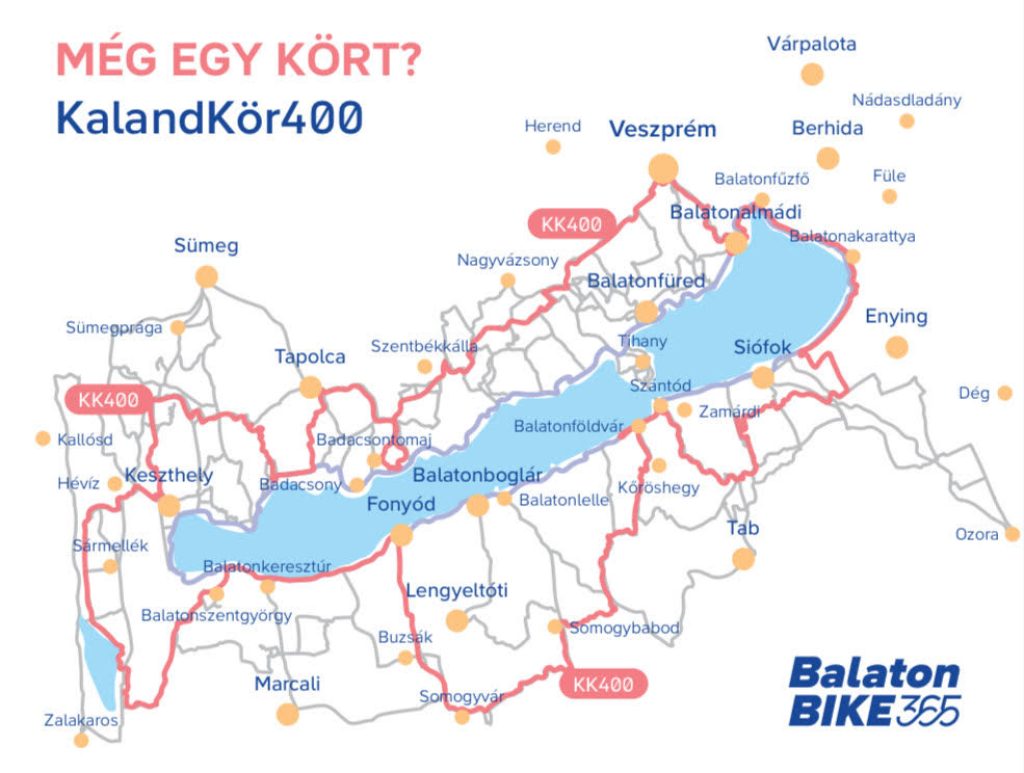 MÉG EGY KÖRT?
KalandKör400
Várpalota
Nádasdladány
Herend
Veszprém
Berhida
Balatonfűzfő
Füle
KK400
Balatonalmádi
Balatonakarattya
Sümeg
Nagyvázsony
Balatonfüred
Enying
Sümegprága
Tihany
Szentbékkálla
Siófok
Tapolca
Szántód
KK400
Dég
Zamárdi
Kallósd
Badacsontomaj
Balatonföldvár
Hévíz
Keszthely
Badacsony
Balatonboglár
Kőröshegy
Fonyód
Balatonlelle
Tab
Ozora
Sármellék
Balatonkeresztúr
Lengyeltóti
Balatonszentgyörgy
Buzsák
Somogybabod
Marcali
KK400
Somogyvár
Zalakaros
Balaton
BIKE365